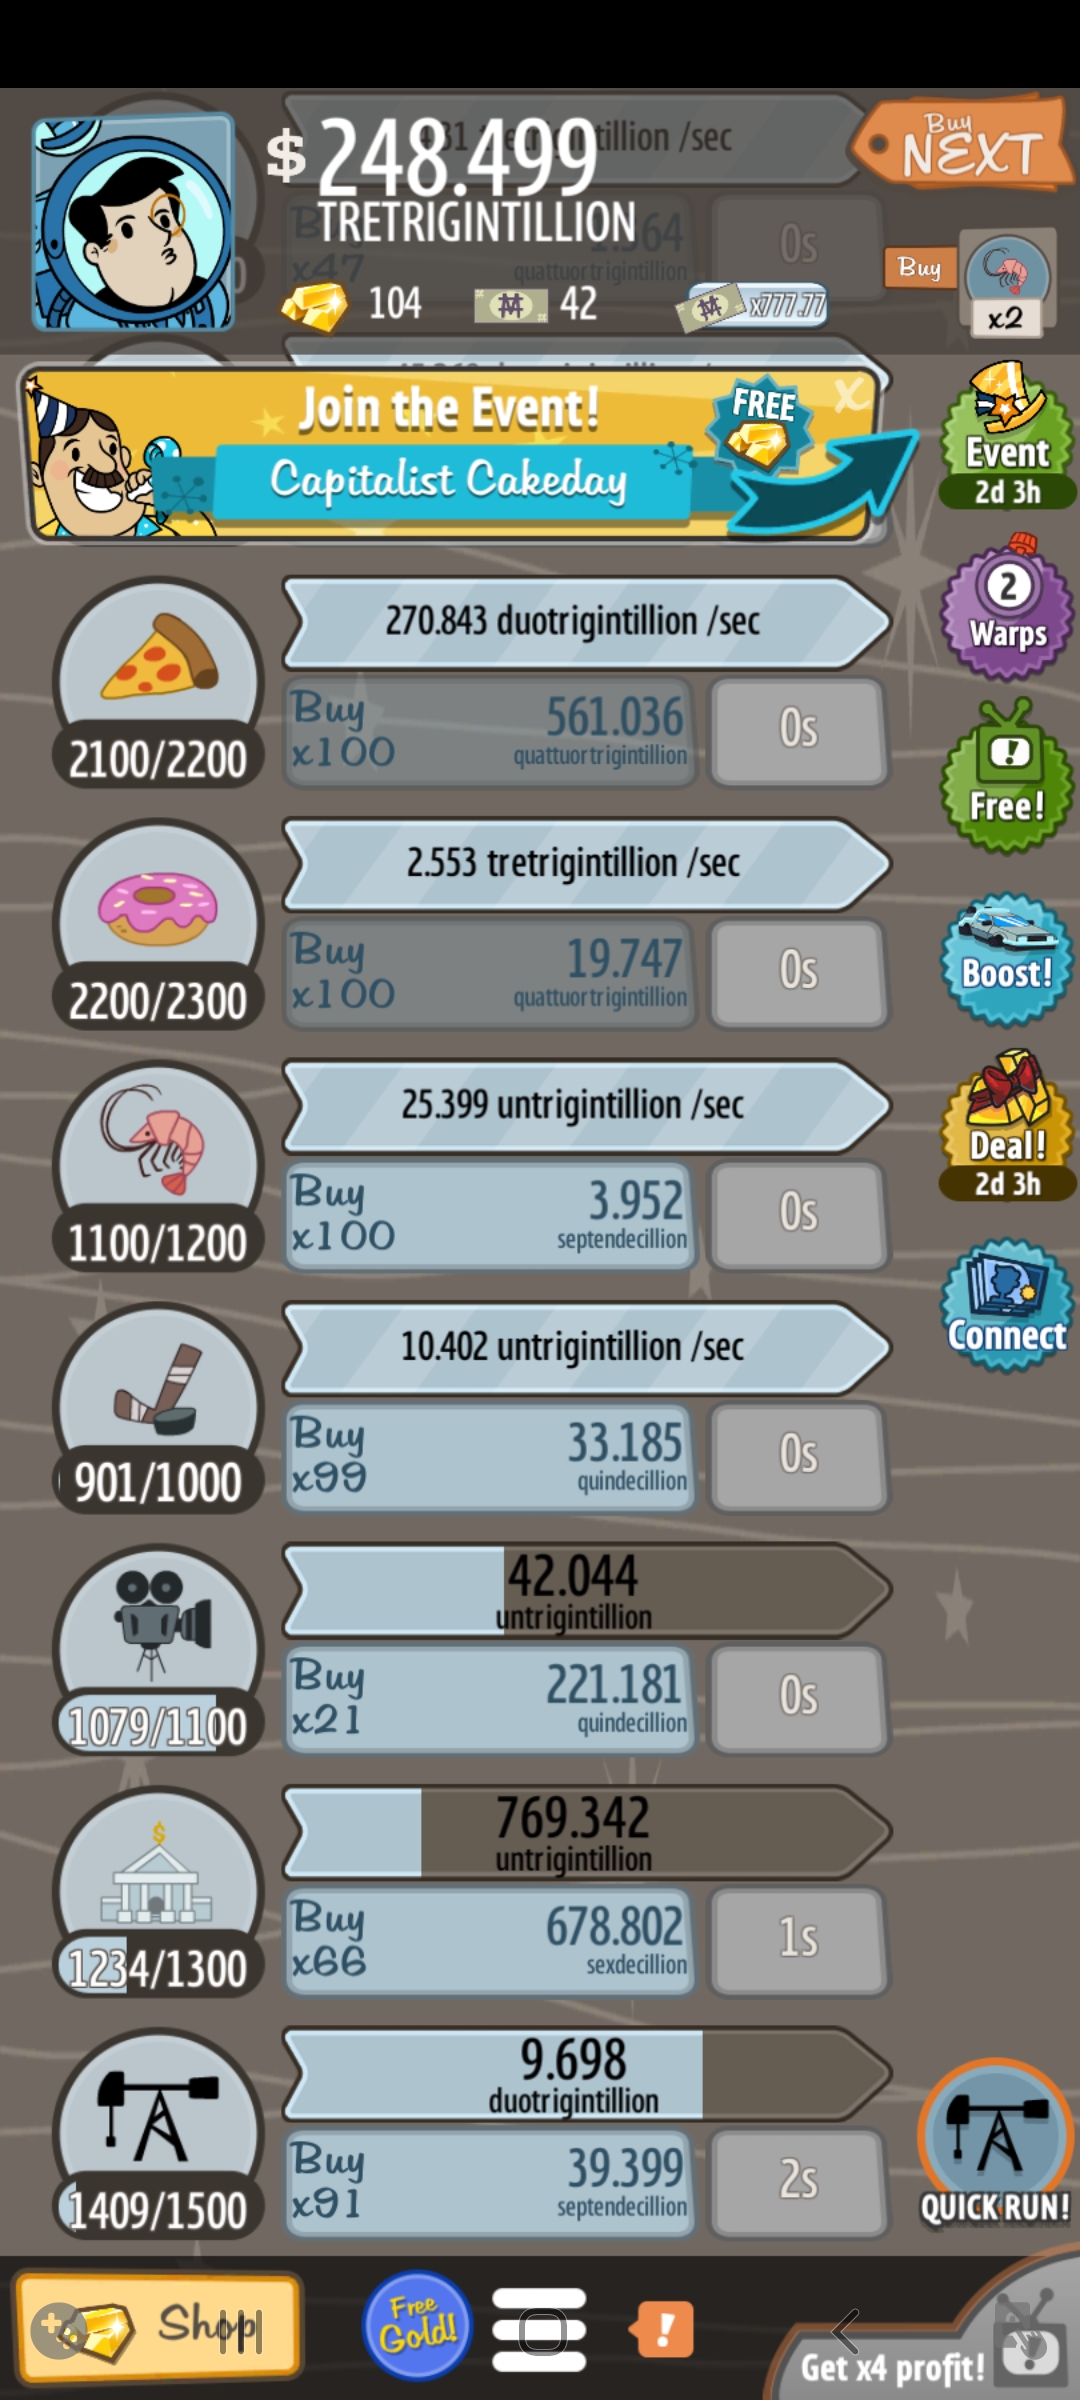 $ 248.499
TRETRIGINTILLION
tretrigintillion /sec
Buy NEXT
Buy
x47
quattuortrigintillion
0s
104
42
x777.77
Buy
x2
Join the Event!
FREE
X
Capitalist Cakeday
Event
2d 3h
2
Warps
Free!
Boost!
Deal!
2d 3h
Connect
270.843 duotrigintillion /sec
Buy
x100
561.036
quattuortrigintillion
0s
2100/2200
2.553 tretrigintillion /sec
Buy
x100
19.747
quattuortrigintillion
0s
2200/2300
25.399 untrigintillion /sec
Buy
x100
3.952
septendecillion
0s
1100/1200
10.402 untrigintillion /sec
Buy
x99
33.185
quindecillion
0s
901/1000
42.044
untrigintillion
Buy
x21
221.181
quindecillion
0s
1079/1100
769.342
untrigintillion
Buy
x66
678.802
sexdecillion
1s
$
1234/1300
9.698
duotrigintillion
Buy
x91
39.399
septendecillion
2s
1409/1500
QUICK RUN!
Shop
Free
Gold!
!
Get x4 profit!